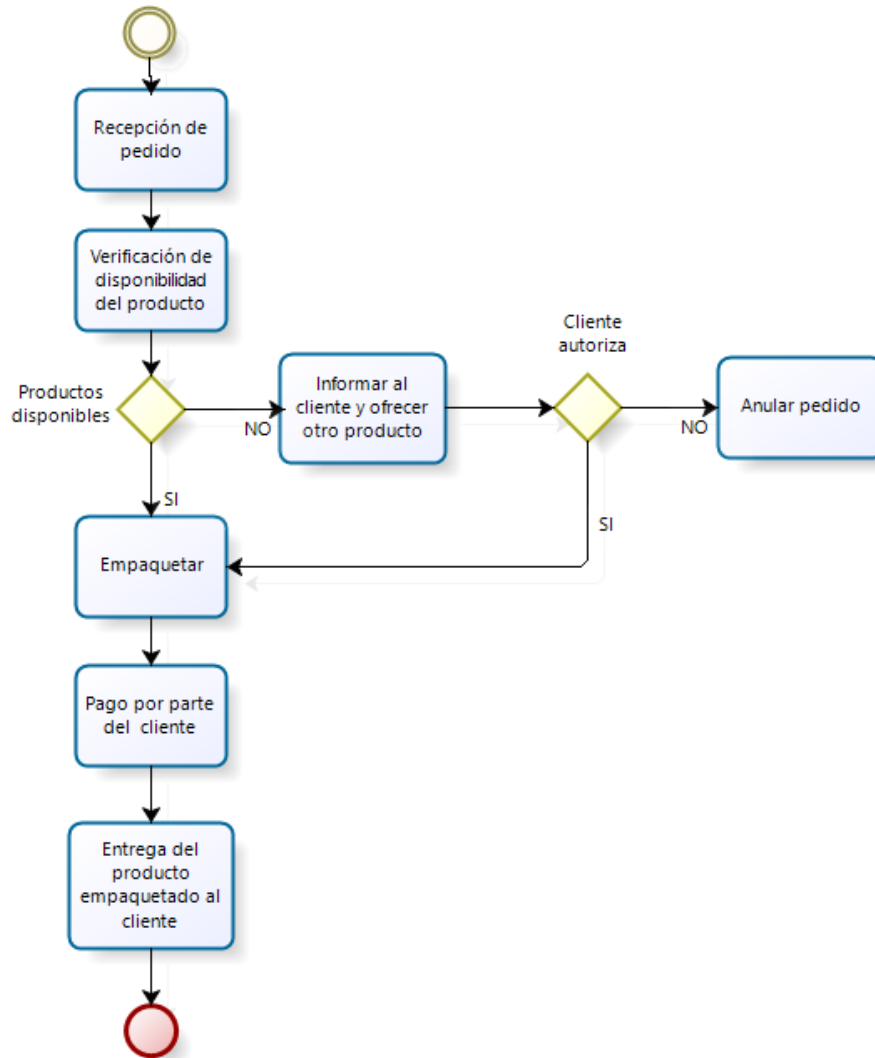 Recepción de
pedido
Verificación de
disponibilidad
del producto
Productos
disponibles
NO
Informar al
cliente y ofrecer
otro producto
Cliente
autoriza
NO
Anular pedido
SI
SI
Empaquetar
Pago por parte
del cliente
Entrega del
producto
empaquetado al
cliente